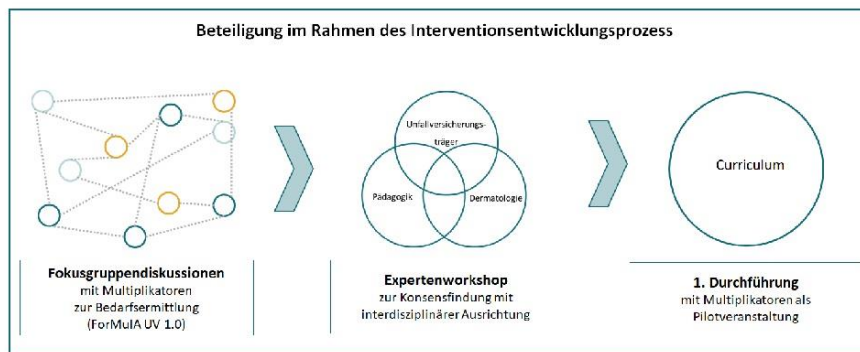 Beteiligung im Rahmen des Interventionsentwicklungsprozess
Unfallversicherungs-
träger
Pädagogik
Dermatologie
Curriculum
Fokusgruppendiskussionen
mit Multiplikatoren
zur Bedarfsermittlung
(ForMuIA UV 1.0)
Expertenworkshop
zur Konsensfindung mit
interdisziplinärer Ausrichtung
1. Durchführung
mit Multiplikatoren als
Pilotveranstaltung